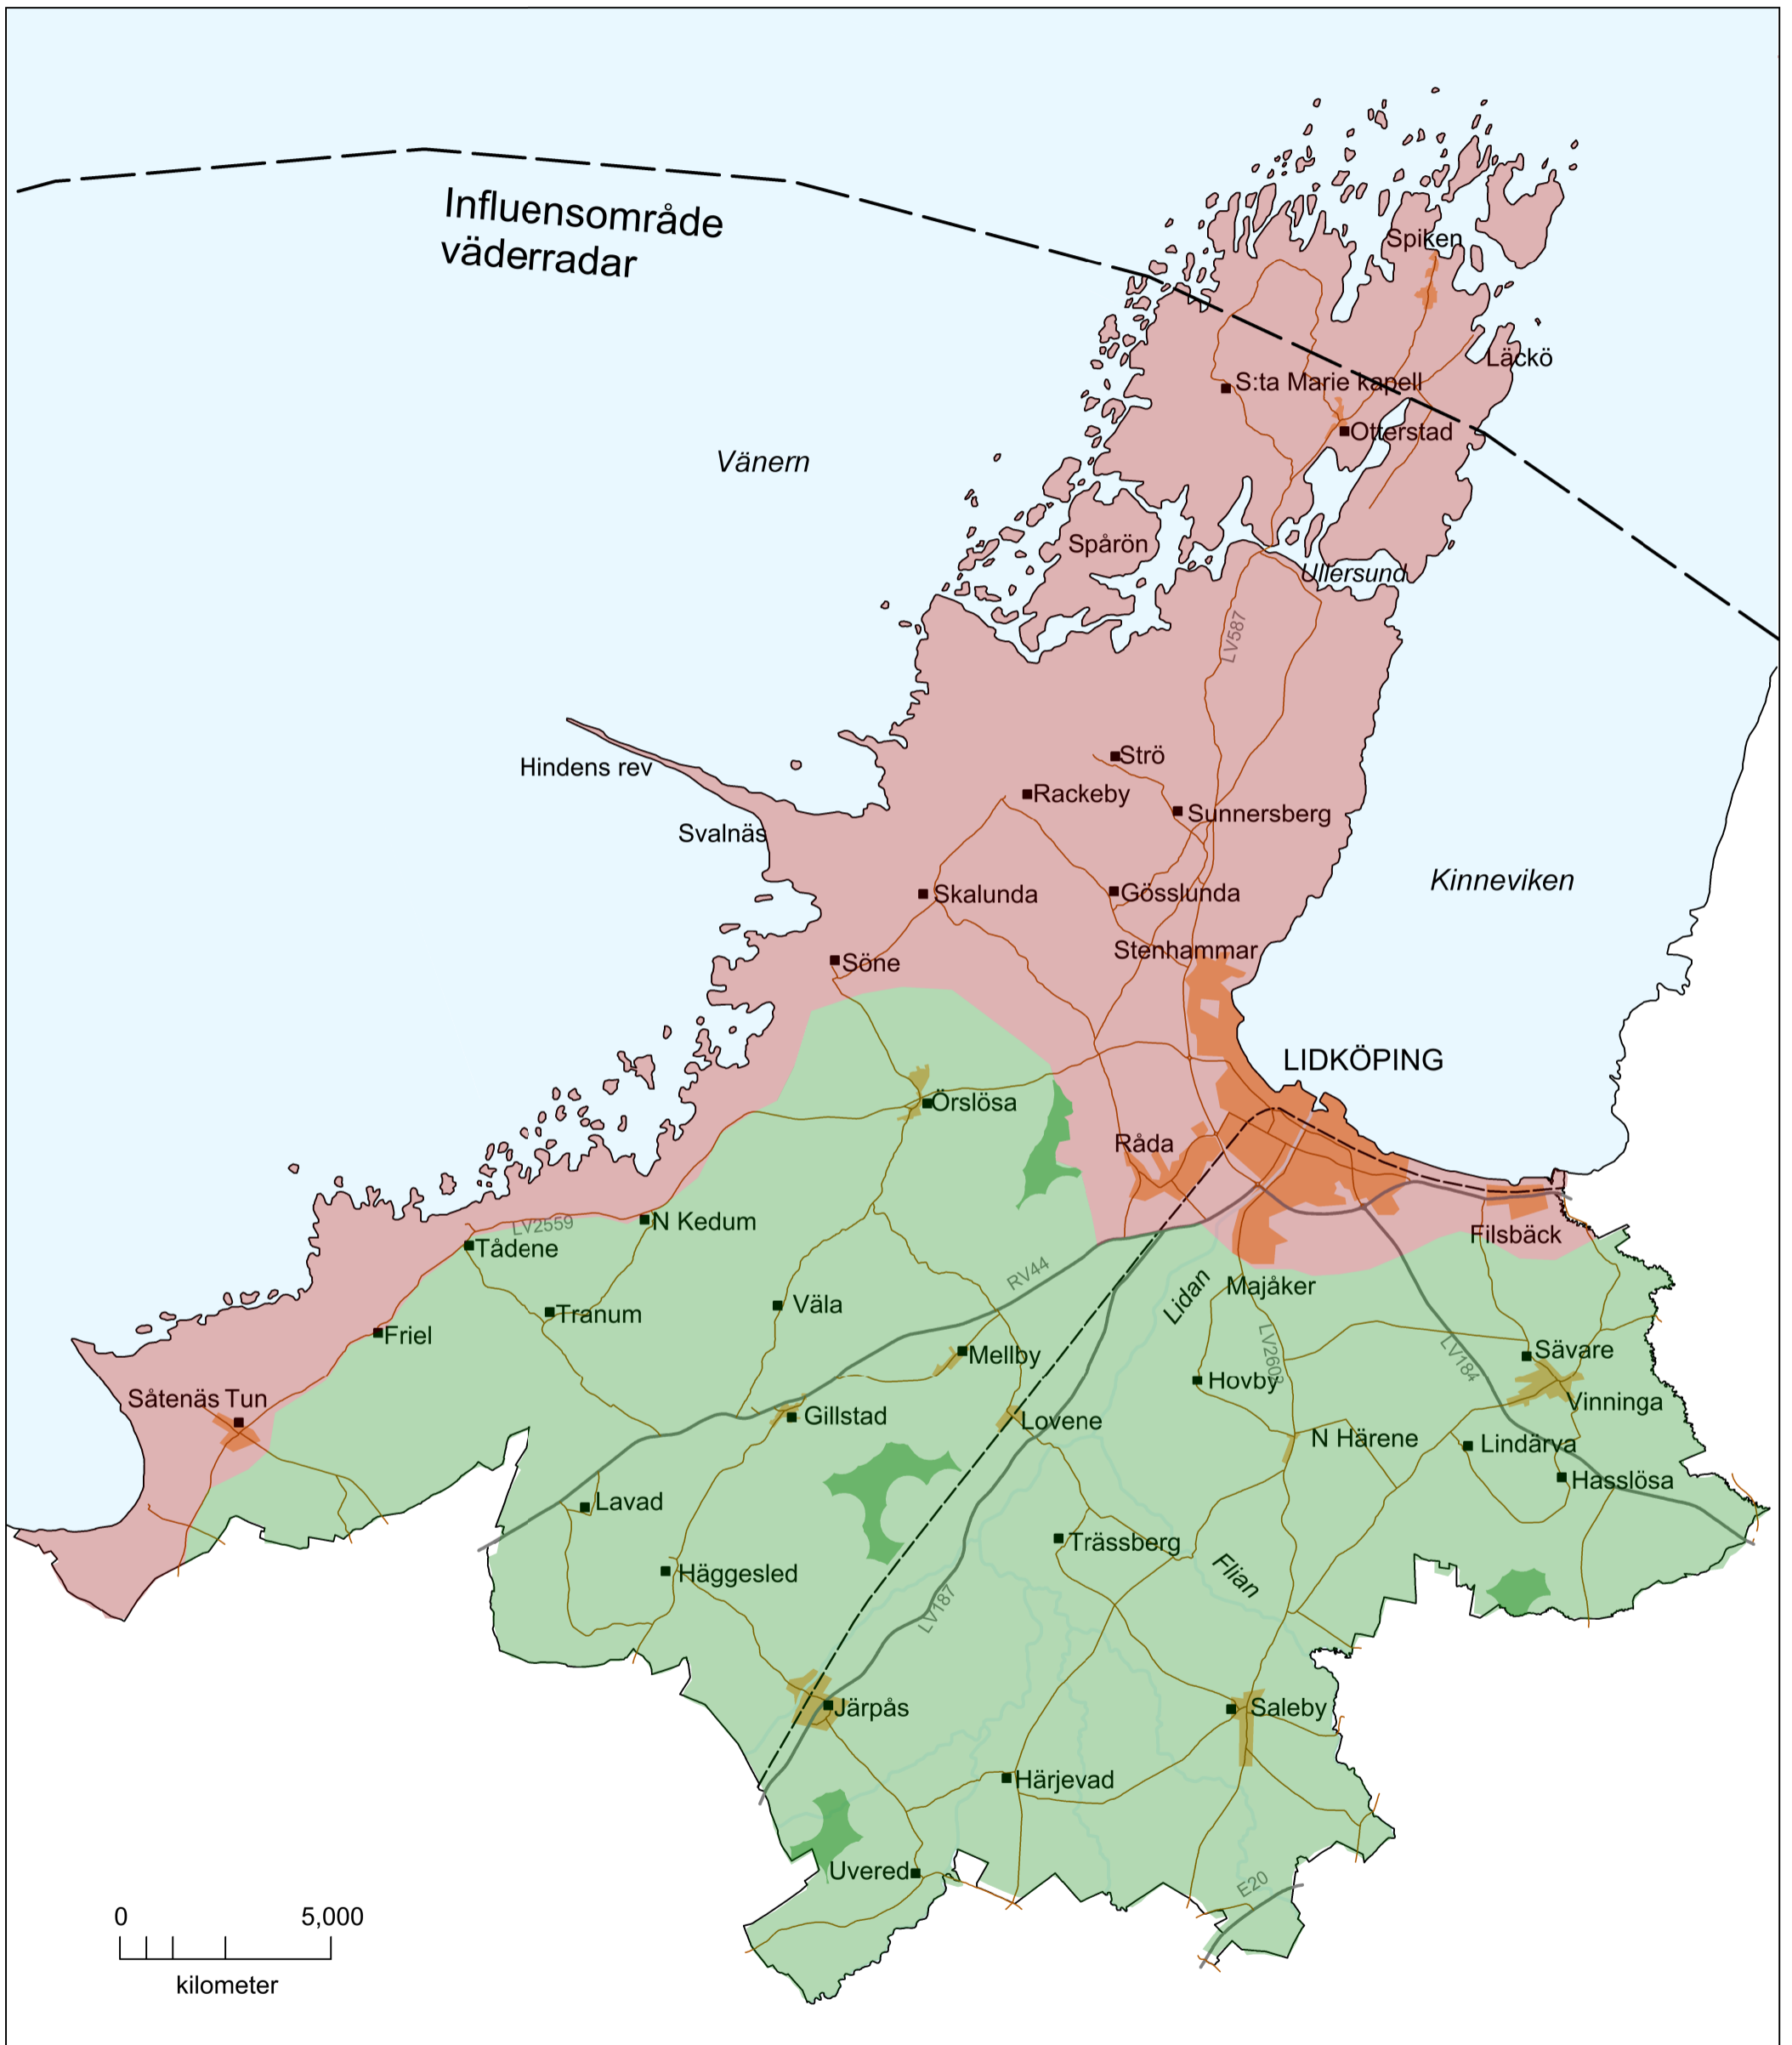 Influensområde
väderradar
Spiken
Läckö
S:ta Marie kapell
Otterstad
Vänern
Spårön
Ullersund
LV587
Hindens rev
Strö
Rackeby
Sunnersberg
Svalnäs
Kinneviken
Skalunda
Gösslunda
Stenhammar
Söne
LIDKÖPING
Örslösa
Råda
LV2559
N Kedum
Tådene
Filsbäck
RV44
Lidan
Majåker
Väla
Tranum
Friel
LV2603
LV184
Mellby
Sävare
Hovby
Såtenäs Tun
Vinninga
Gillstad
Lovene
N Härene
Lindärva
Hasslösa
Lavad
Trässberg
Häggesled
Flian
LV187
Järpås
Saleby
Härjevad
Uvered
E20
0 5,000
kilometer